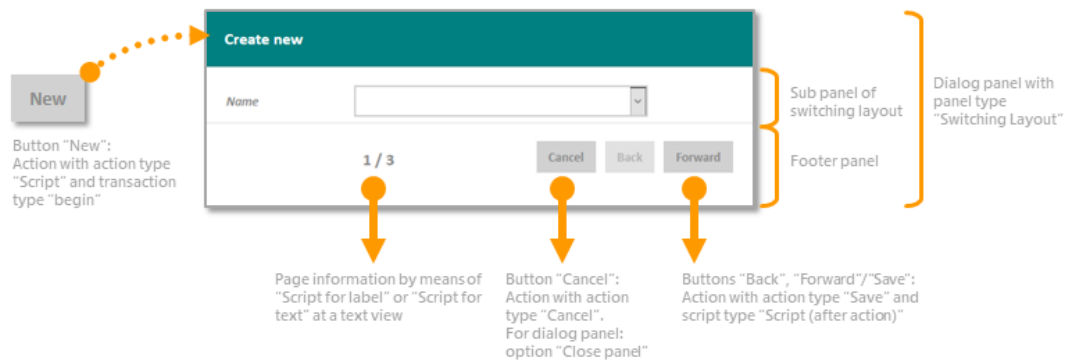 Create new
New
Name
Sub panel of
switching layout
Dialog panel with
panel type
"Switching Layout"
Button "New":
Action with action type
"Script" and transaction
type "begin"
1 / 3
Cancel
Back
Forward
Footer panel
Page information by means of
"Script for label" or "Script for
text" at a text view
Button "Cancel":
Action with action
type "Cancel".
For dialog panel:
option "Close panel"
Buttons "Back", "Forward"/"Save":
Action with action type "Save" and
script type "Script (after action)"